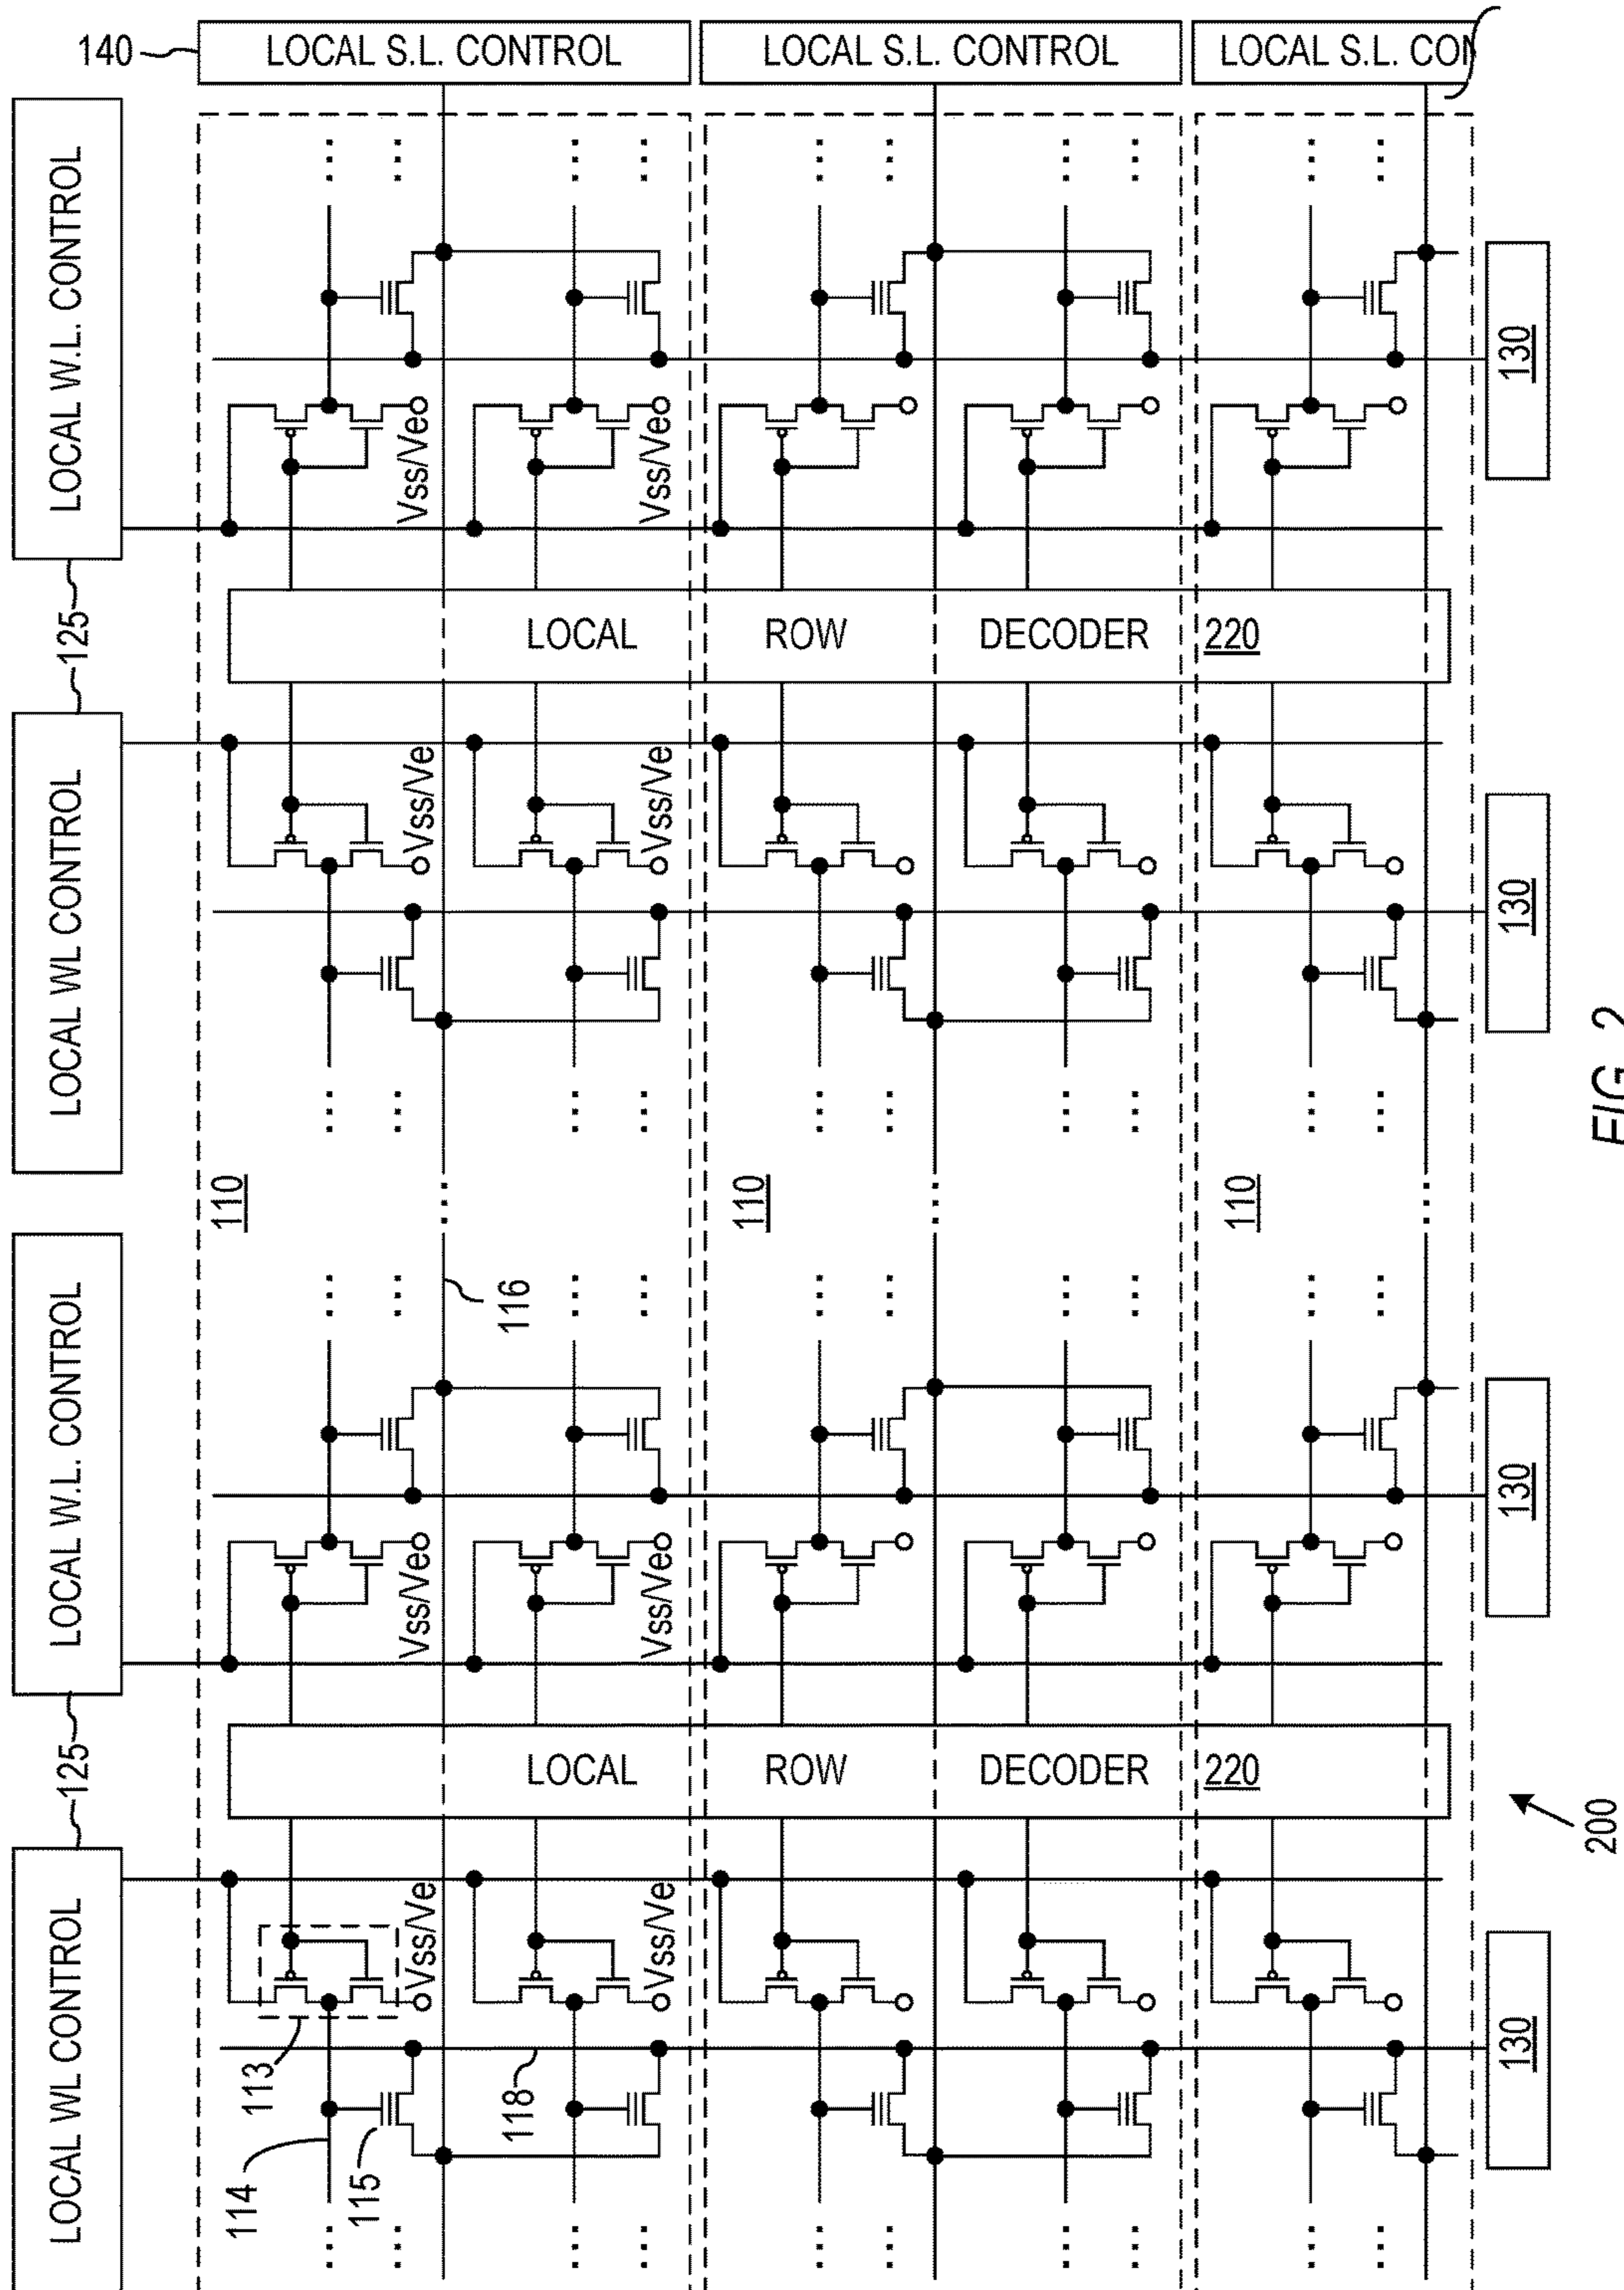 140
LOCAL S.L. CONTROL
LOCAL S.L. CONTROL
LOCAL S.L. CON
LOCAL W.L. CONTROL
125
LOCAL WL CONTROL
LOCAL W.L. CONTROL
125
LOCAL WL CONTROL
Vss/Ve
Vss/Ve
130
LOCAL ROW DECODER 220
Vss/Ve
Vss/Ve
130
110
110
110
116
Vss/Ve
Vss/Ve
130
LOCAL ROW DECODER 220
Vss/Ve
Vss/Ve
113
114
115
118
130
200
FIG. 2